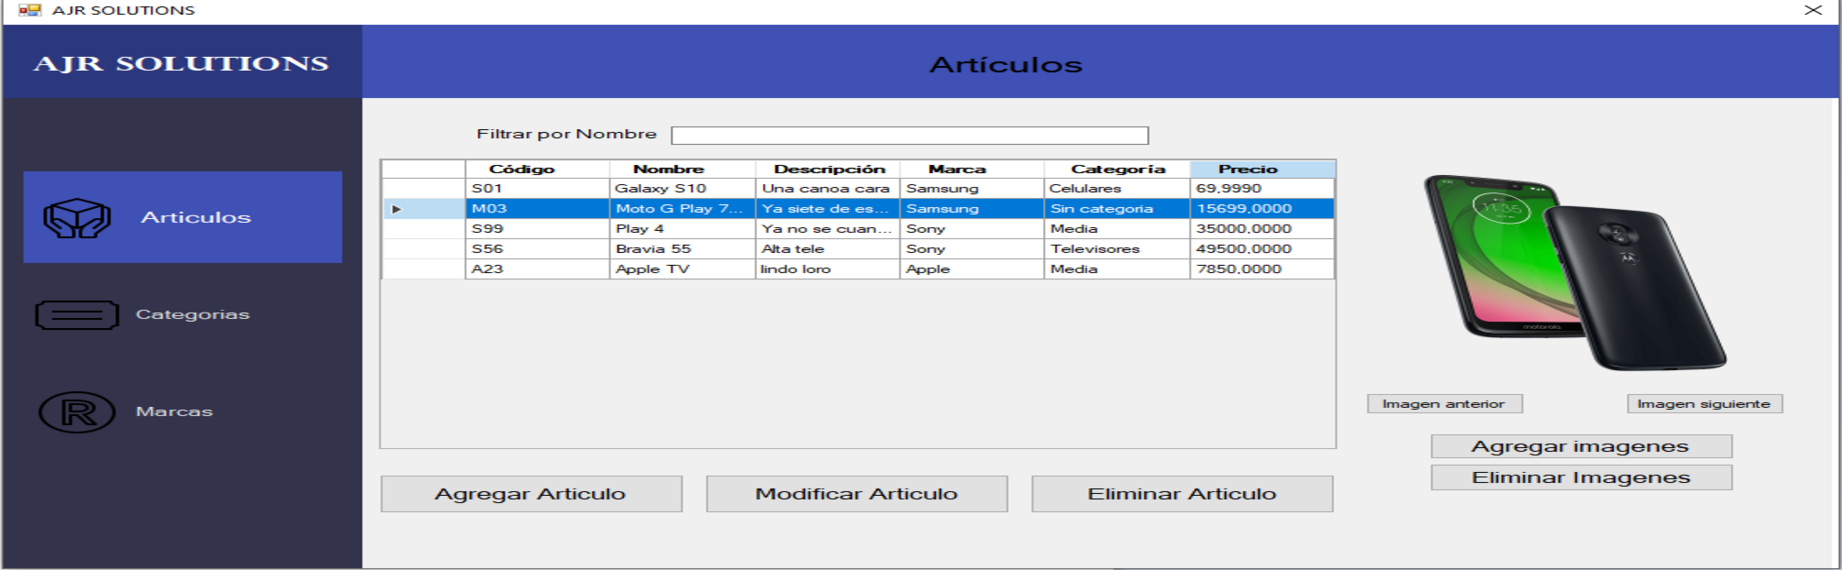 AJR SOLUTIONS
AJR SOLUTIONS
Artículos
Articulos
Categorias
Marcas
Filtrar por Nombre
Código Nombre Descripción Marca Categoría Precio
S01 Galaxy S10 Una canoa cara Samsung Celulares 69,9990
M03 Moto G Play 7... Ya siete de es... Samsung Sin categoria 15699,0000
S99 Play 4 Ya no se cuan... Sony Media 35000,0000
S56 Bravia 55 Alta tele Sony Televisores 49500,0000
A23 Apple TV lindo loro Apple Media 7850,0000
motorola
Imagen anterior Imagen siguiente
Agregar imagenes
Eliminar Imagenes
Agregar Articulo Modificar Articulo Eliminar Articulo